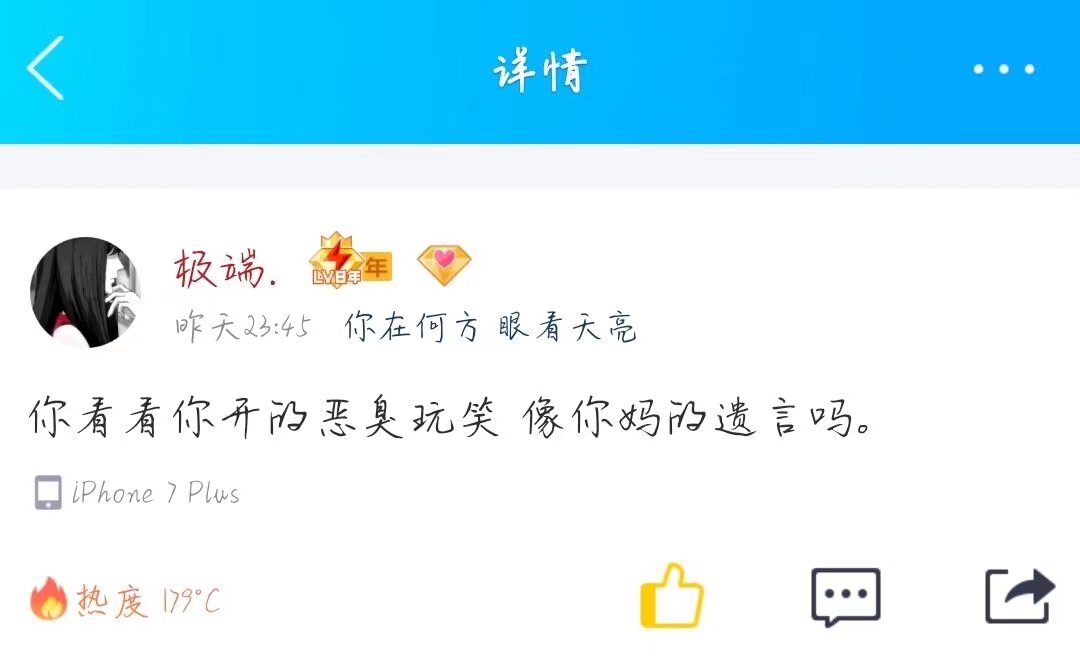 详情
极端.
LV8年 年
昨天23:45 你在何方 眼看天亮
你看看你开的恶臭玩笑 像你妈的遗言吗。
iPhone 7 Plus
热度 179°C